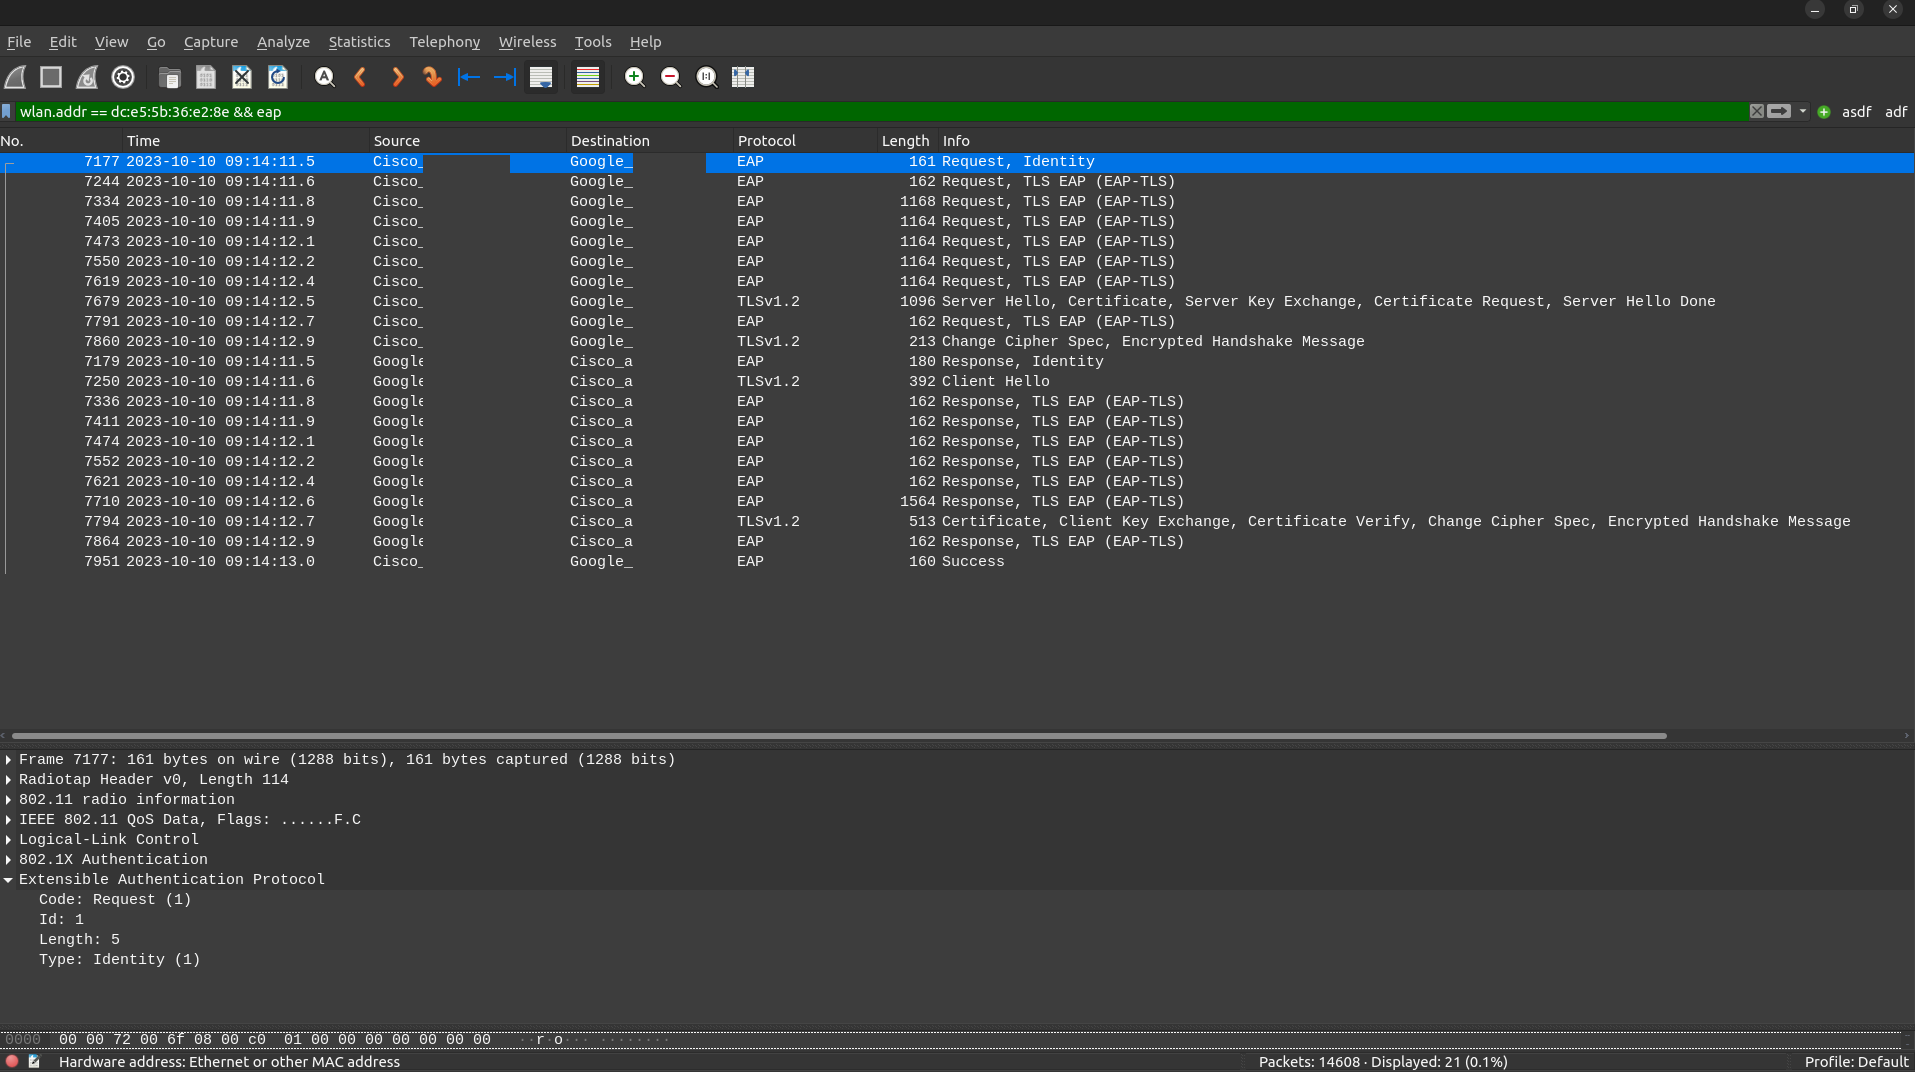 File Edit View Go Capture Analyze Statistics Telephony Wireless Tools Help
wlan.addr == dc:e5:5b:36:e2:8e && eap asdf adf
No. Time Source Destination Protocol Length Info
7177 2023-10-10 09:14:11.5 Cisco_ Google_ EAP 161 Request, Identity
7244 2023-10-10 09:14:11.6 Cisco_ Google_ EAP 162 Request, TLS EAP (EAP-TLS)
7334 2023-10-10 09:14:11.8 Cisco_ Google_ EAP 1168 Request, TLS EAP (EAP-TLS)
7405 2023-10-10 09:14:11.9 Cisco_ Google_ EAP 1164 Request, TLS EAP (EAP-TLS)
7473 2023-10-10 09:14:12.1 Cisco_ Google_ EAP 1164 Request, TLS EAP (EAP-TLS)
7550 2023-10-10 09:14:12.2 Cisco_ Google_ EAP 1164 Request, TLS EAP (EAP-TLS)
7619 2023-10-10 09:14:12.4 Cisco_ Google_ EAP 1164 Request, TLS EAP (EAP-TLS)
7679 2023-10-10 09:14:12.5 Cisco_ Google_ TLSv1.2 1096 Server Hello, Certificate, Server Key Exchange, Certificate Request, Server Hello Done
7791 2023-10-10 09:14:12.7 Cisco_ Google_ EAP 162 Request, TLS EAP (EAP-TLS)
7860 2023-10-10 09:14:12.9 Cisco_ Google_ TLSv1.2 213 Change Cipher Spec, Encrypted Handshake Message
7179 2023-10-10 09:14:11.5 Google Cisco_a EAP 180 Response, Identity
7250 2023-10-10 09:14:11.6 Google Cisco_a TLSv1.2 392 Client Hello
7336 2023-10-10 09:14:11.8 Google Cisco_a EAP 162 Response, TLS EAP (EAP-TLS)
7411 2023-10-10 09:14:11.9 Google Cisco_a EAP 162 Response, TLS EAP (EAP-TLS)
7474 2023-10-10 09:14:12.1 Google Cisco_a EAP 162 Response, TLS EAP (EAP-TLS)
7552 2023-10-10 09:14:12.2 Google Cisco_a EAP 162 Response, TLS EAP (EAP-TLS)
7621 2023-10-10 09:14:12.4 Google Cisco_a EAP 162 Response, TLS EAP (EAP-TLS)
7710 2023-10-10 09:14:12.6 Google Cisco_a EAP 1564 Response, TLS EAP (EAP-TLS)
7794 2023-10-10 09:14:12.7 Google Cisco_a TLSv1.2 513 Certificate, Client Key Exchange, Certificate Verify, Change Cipher Spec, Encrypted Handshake Message
7864 2023-10-10 09:14:12.9 Google Cisco_a EAP 162 Response, TLS EAP (EAP-TLS)
7951 2023-10-10 09:14:13.0 Cisco_ Google_ EAP 160 Success
Frame 7177: 161 bytes on wire (1288 bits), 161 bytes captured (1288 bits)
Radiotap Header v0, Length 114
802.11 radio information
IEEE 802.11 QoS Data, Flags: ......F.C
Logical-Link Control
802.1X Authentication
Extensible Authentication Protocol
Code: Request (1)
Id: 1
Length: 5
Type: Identity (1)
0000 00 00 72 00 6f 08 00 c0 01 00 00 00 00 00 00 00 ··r·o··· ········
Hardware address: Ethernet or other MAC address Packets: 14608 · Displayed: 21 (0.1%) Profile: Default